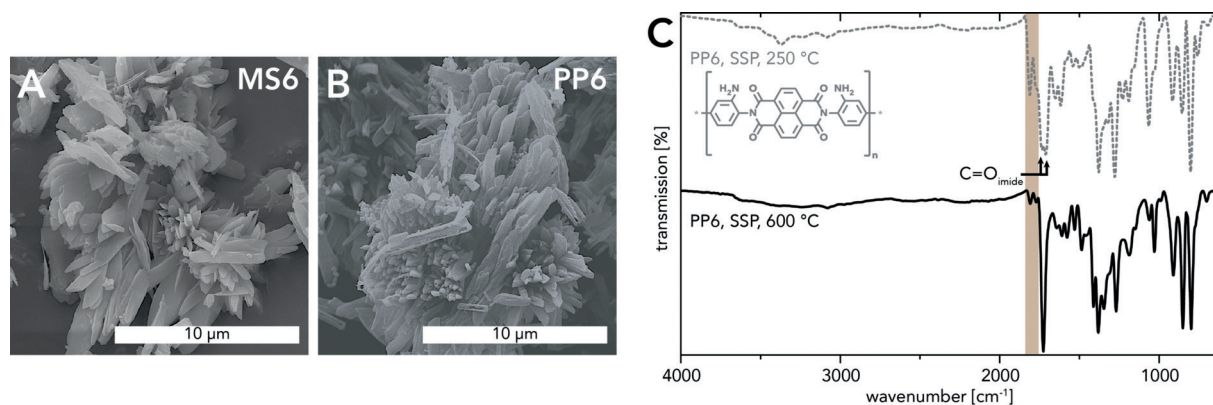 A
MS6
10 µm
B
PP6
10 µm
C
PP6, SSP, 250 °C
H₂N
NH₂
O
O
N
N
*
*
O
O
n
C=Oimide
PP6, SSP, 600 °C
transmission [%]
4000
3000
2000
1000
wavenumber [cm⁻¹]